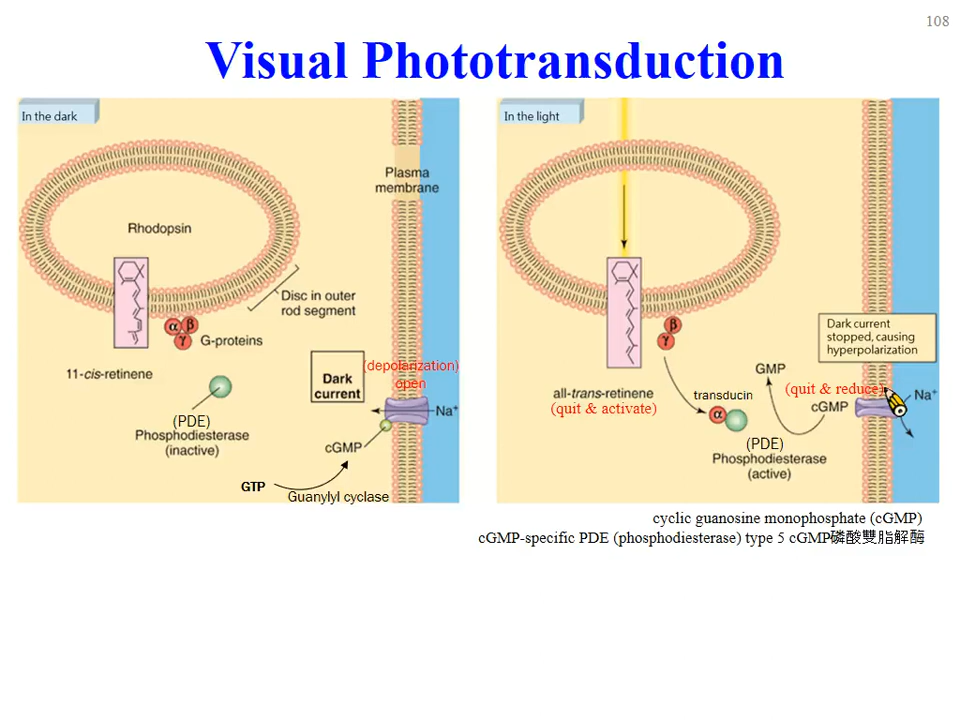 108
Visual Phototransduction
In the dark
Plasma
membrane
Rhodopsin
Disc in outer
rod segment
α β
γ
G-proteins
11-cis-retinene
(depolarization)
open
Dark
current
Na+
(PDE)
Phosphodiesterase
(inactive)
cGMP
GTP
Guanylyl cyclase
In the light
β
γ
Dark current
stopped, causing
hyperpolarization
GMP
all-trans-retinene
(quit & activate)
transducin
(quit & reduce)
cGMP
Na+
α
(PDE)
Phosphodiesterase
(active)
cyclic guanosine monophosphate (cGMP)
cGMP-specific PDE (phosphodiesterase) type 5 cGMP磷酸雙脂解酶